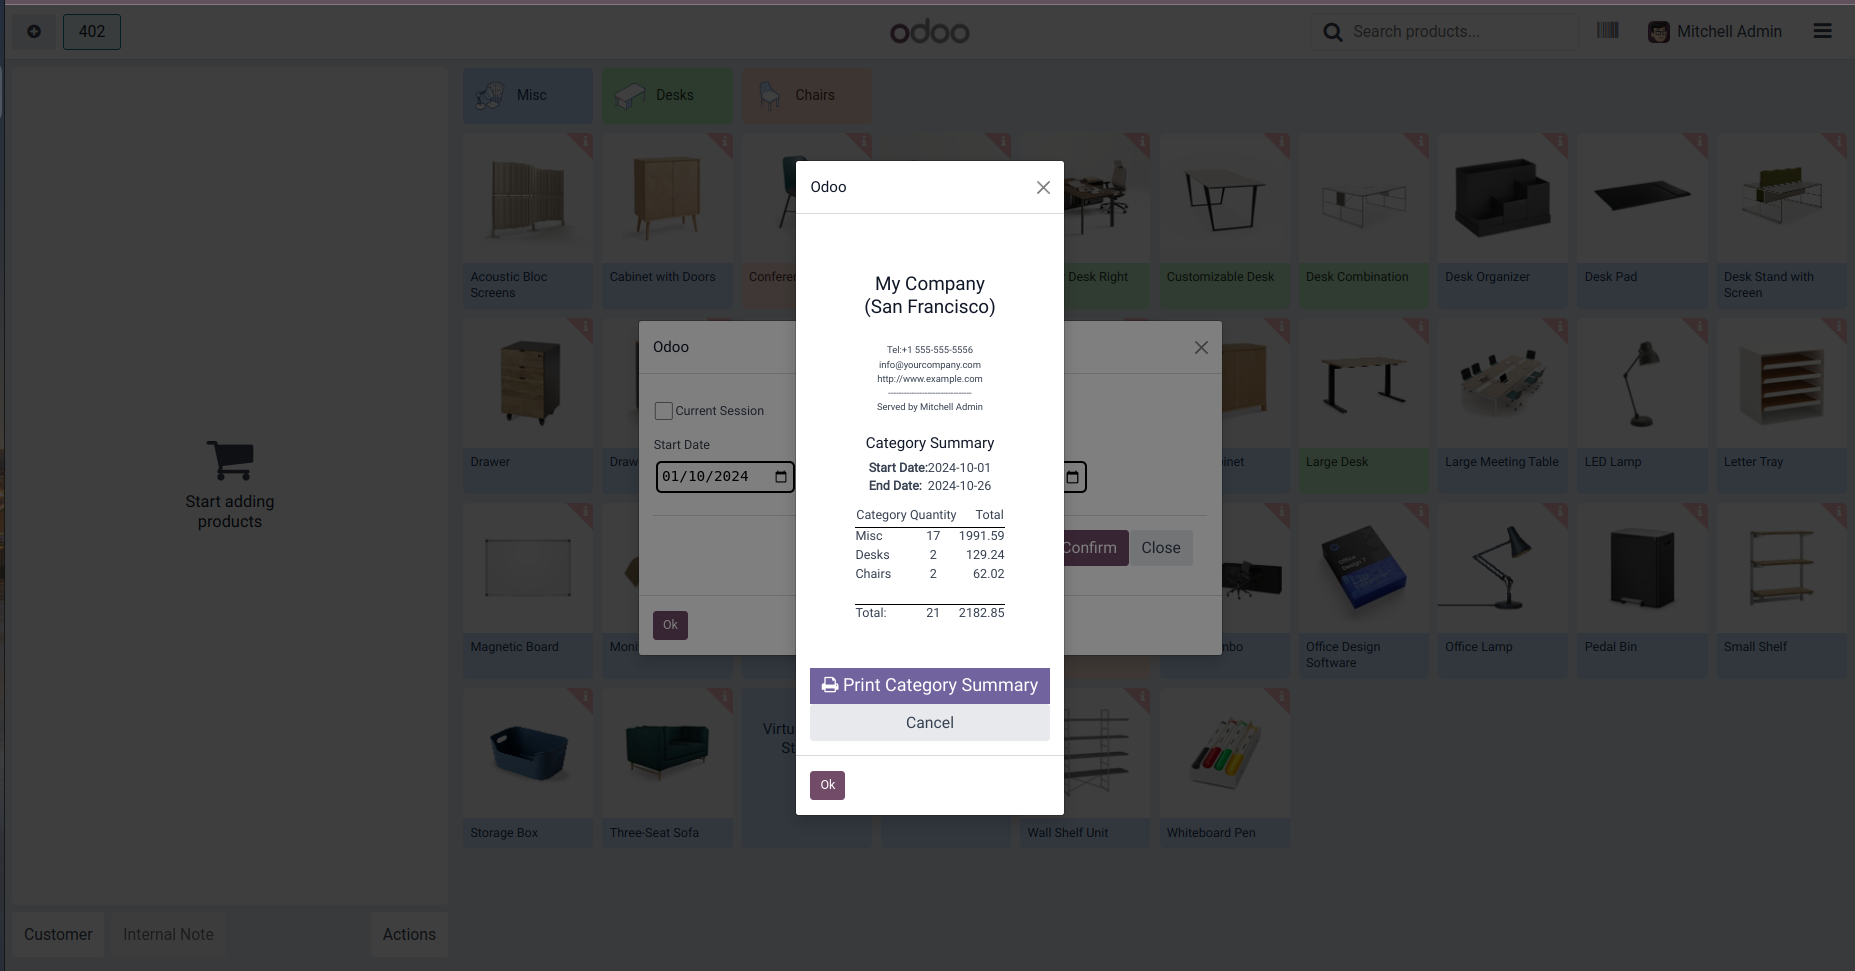 402
odoo
Search products...
Mitchell Admin
Misc
Desks
Chairs
Acoustic Bloc
Screens
Cabinet with Doors
Desk Right
Customizable Desk
Desk Combination
Desk Organizer
Desk Pad
Desk Stand with
Screen
Odoo
My Company
(San Francisco)
Tel:+1 555-555-5556
info@yourcompany.com
http://www.example.com
--------------------------------
Served by Mitchell Admin
Category Summary
Start Date:2024-10-01
End Date: 2024-10-26
Category Quantity Total
Misc 17 1991.59
Desks 2 129.24
Chairs 2 62.02
Total: 21 2182.85
Print Category Summary
Cancel
Ok
Odoo
Current Session
Start Date
01/10/2024
Confirm
Close
Ok
Drawer
Large Desk
Large Meeting Table
LED Lamp
Letter Tray
Start adding
products
Magnetic Board
Office Design
Software
Office Lamp
Pedal Bin
Small Shelf
Storage Box
Three-Seat Sofa
Wall Shelf Unit
Whiteboard Pen
Customer
Internal Note
Actions